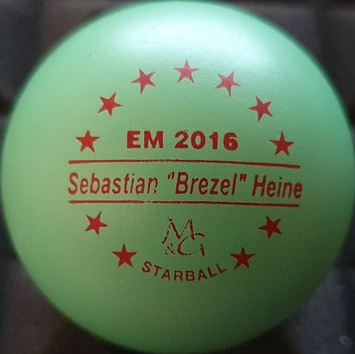 EM 2016
Sebastian "Brezel" Heine
M&G
STARBALL